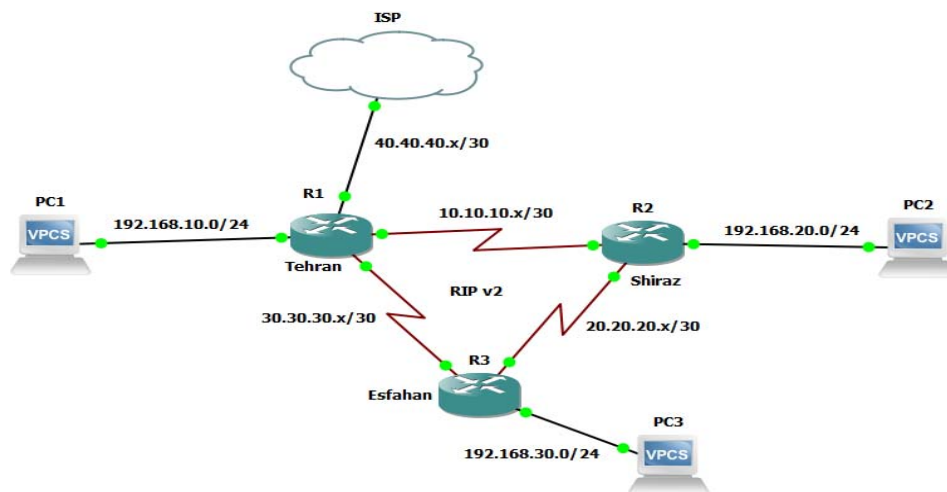 ISP
40.40.40.x/30
R1
PC1
192.168.10.0/24
10.10.10.x/30
R2
PC2
192.168.20.0/24
VPCS
VPCS
Tehran
Shiraz
RIP v2
30.30.30.x/30
20.20.20.x/30
R3
Esfahan
PC3
192.168.30.0/24
VPCS